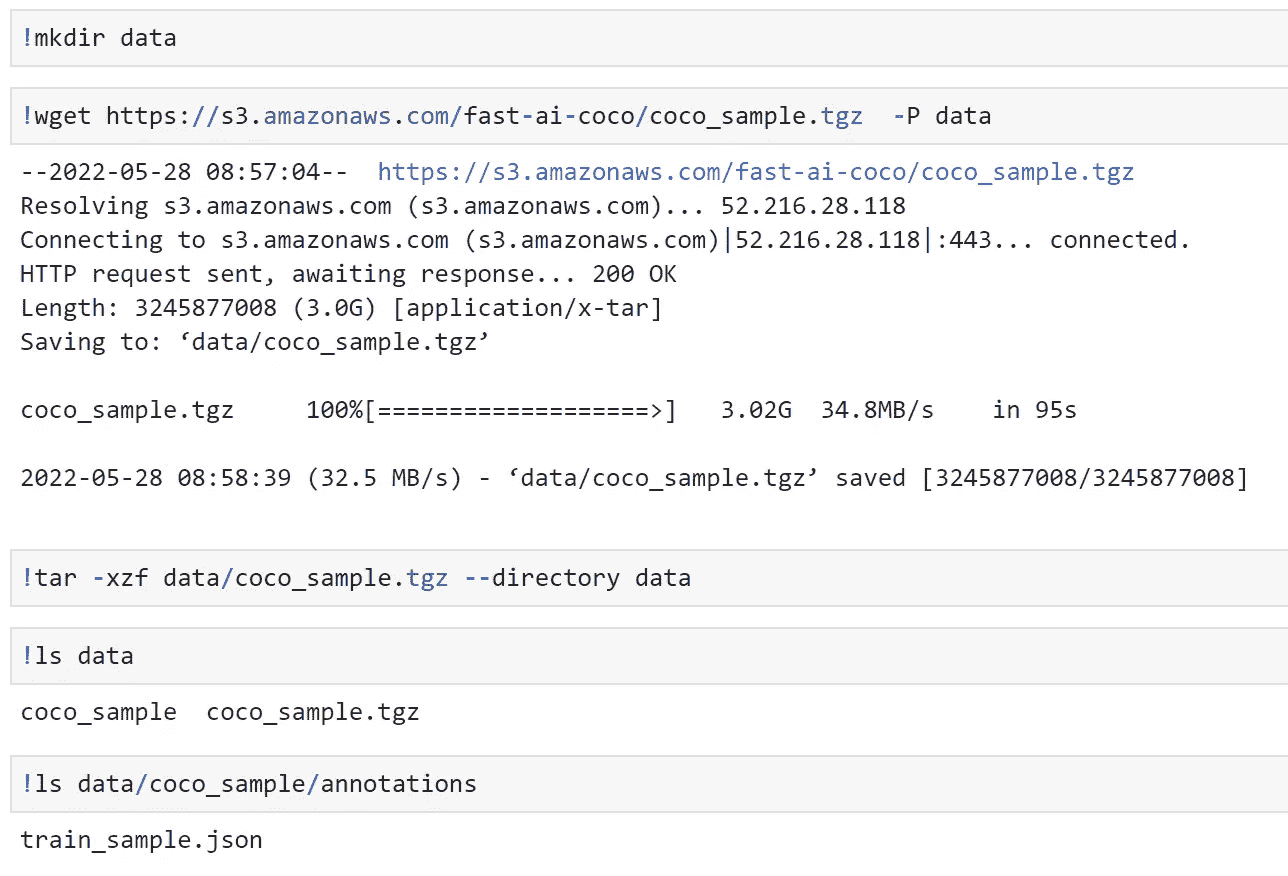 !mkdir data
!wget https://s3.amazonaws.com/fast-ai-coco/coco_sample.tgz  -P data
--2022-05-28 08:57:04--  https://s3.amazonaws.com/fast-ai-coco/coco_sample.tgz
Resolving s3.amazonaws.com (s3.amazonaws.com)... 52.216.28.118
Connecting to s3.amazonaws.com (s3.amazonaws.com)|52.216.28.118|:443... connected.
HTTP request sent, awaiting response... 200 OK
Length: 3245877008 (3.0G) [application/x-tar]
Saving to: ‘data/coco_sample.tgz’
coco_sample.tgz     100%[===================>]   3.02G  34.8MB/s    in 95s
2022-05-28 08:58:39 (32.5 MB/s) - ‘data/coco_sample.tgz’ saved [3245877008/3245877008]
!tar -xzf data/coco_sample.tgz --directory data
!ls data
coco_sample  coco_sample.tgz
!ls data/coco_sample/annotations
train_sample.json